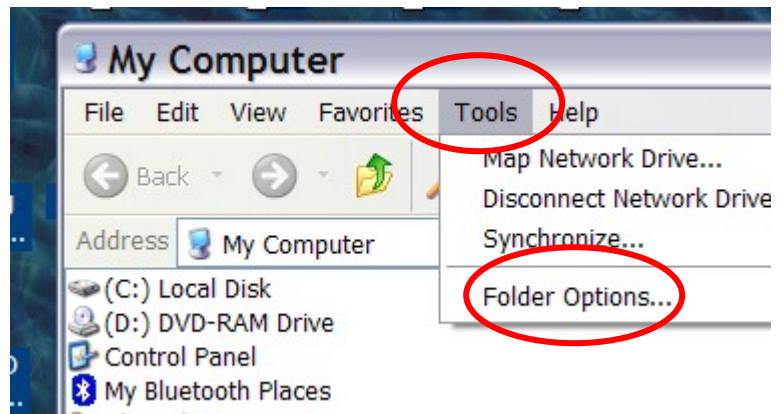 My Computer
File Edit View Favorites Tools Help
Back
Map Network Drive...
Disconnect Network Drive
Synchronize...
Folder Options...
Address My Computer
(C:) Local Disk
(D:) DVD-RAM Drive
Control Panel
My Bluetooth Places